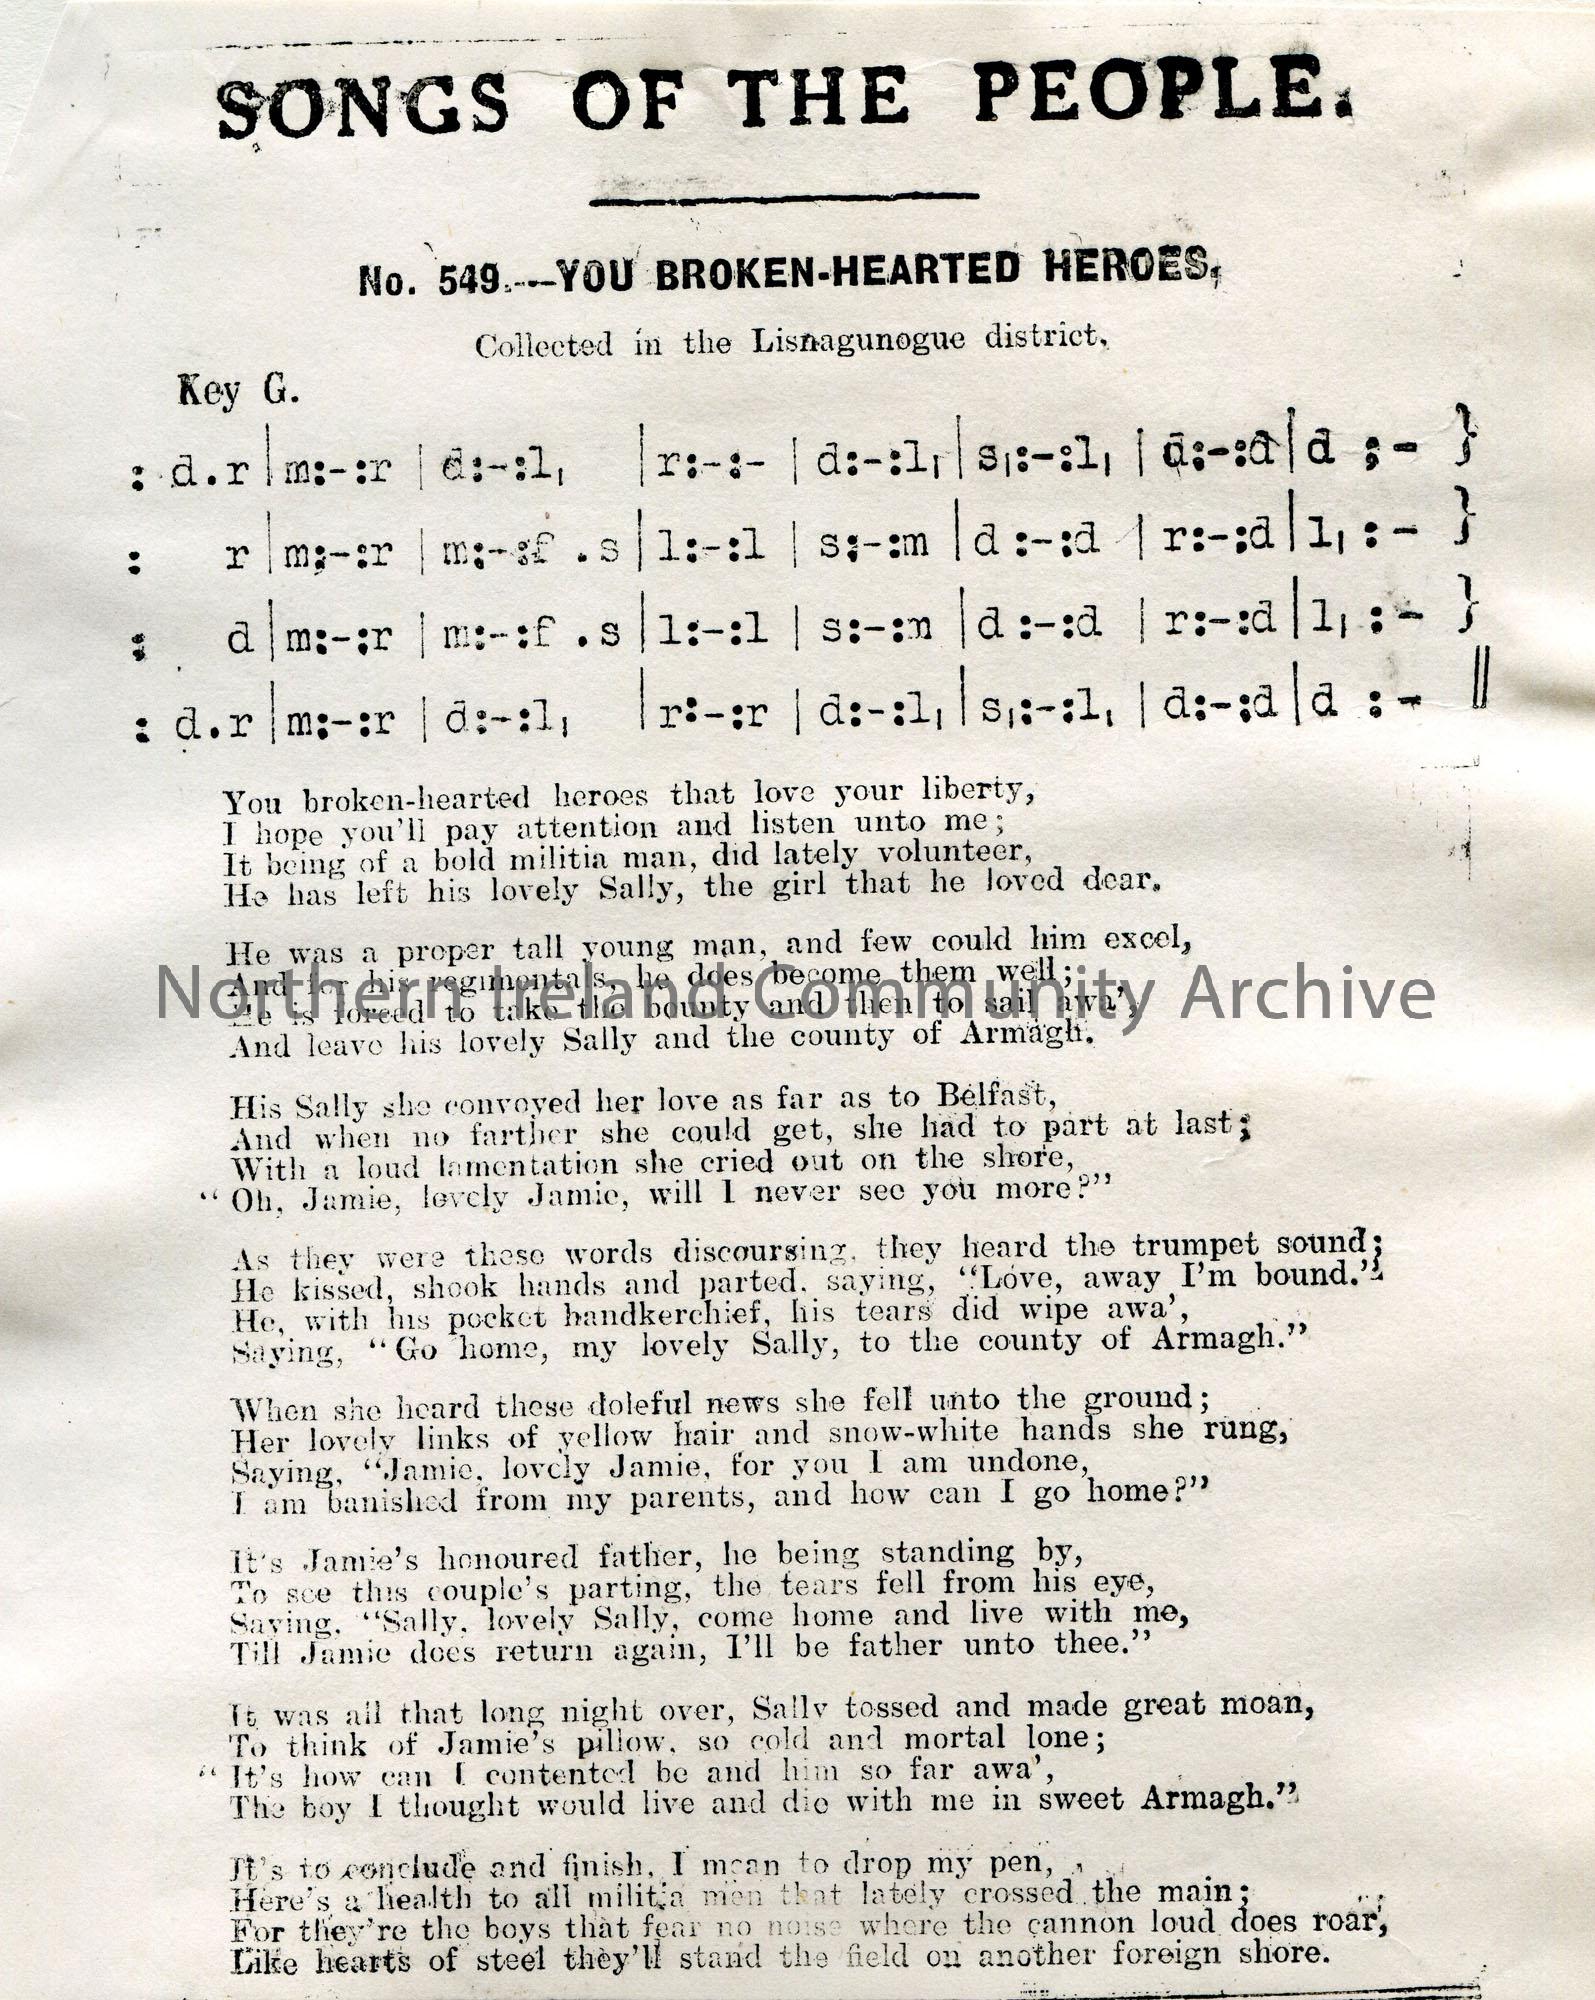 SONGS OF THE PEOPLE.
No. 549.--YOU BROKEN-HEARTED HEROES,
Collected in the Lisnagunogue district.
Key G.
: d.r | m:-:r | d:-:l, | r:-:- | d:-:l, | s,:-:l, | d:-:d | d :- }
: r | m:-:r | m:-:f .s | l:-:l | s:-:m | d :-:d | r:-:d | l, :- }
: d | m:-:r | m:-:f .s | l:-:l | s:-:m | d :-:d | r:-:d | l, :- }
: d.r | m:-:r | d:-:l, | r:-:r | d:-:l, | s,:-:l, | d:-:d | d :- ||
You broken-hearted heroes that love your liberty,
I hope you'll pay attention and listen unto me;
It being of a bold militia man, did lately volunteer,
He has left his lovely Sally, the girl that he loved dear.
He was a proper tall young man, and few could him excel,
And for his regimentals, he does become them well;
He is forced to take the bounty and then to sail awa',
And leave his lovely Sally and the county of Armagh.
Northern Ireland Community Archive
His Sally she convoyed her love as far as to Belfast,
And when no farther she could get, she had to part at last;
With a loud lamentation she cried out on the shore,
"Oh, Jamie, lovely Jamie, will I never see you more?"
As they were these words discoursing, they heard the trumpet sound;
He kissed, shook hands and parted, saying, "Love, away I'm bound."
He, with his pocket handkerchief, his tears did wipe awa',
Saying, "Go home, my lovely Sally, to the county of Armagh."
When she heard these doleful news she fell unto the ground;
Her lovely links of yellow hair and snow-white hands she rung,
Saying, "Jamie, lovely Jamie, for you I am undone,
I am banished from my parents, and how can I go home?"
It's Jamie's honoured father, he being standing by,
To see this couple's parting, the tears fell from his eye,
Saying, "Sally, lovely Sally, come home and live with me,
Till Jamie does return again, I'll be father unto thee."
It was all that long night over, Sally tossed and made great moan,
To think of Jamie's pillow, so cold and mortal lone;
"It's how can I contented be and him so far awa',
The boy I thought would live and die with me in sweet Armagh."
It's to conclude and finish, I mean to drop my pen,
Here's a health to all militia men that lately crossed the main;
For they're the boys that fear no noise where the cannon loud does roar,
Like hearts of steel they'll stand the field on another foreign shore.